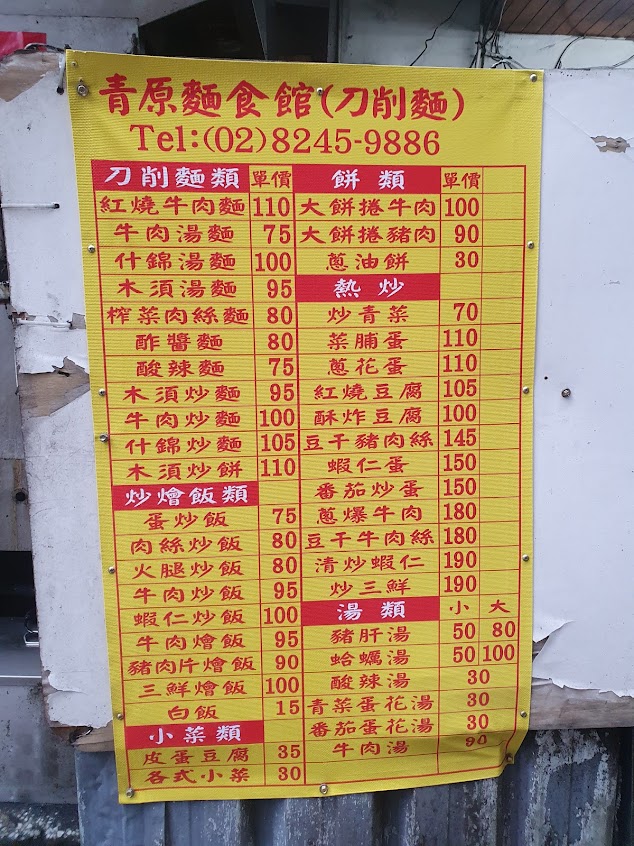 青原麵食館(刀削麵)
Tel:(02)8245-9886
刀削麵類 單價
紅燒牛肉麵 110
牛肉湯麵 75
什錦湯麵 100
木須湯麵 95
榨菜肉絲麵 80
酢醬麵 80
酸辣麵 75
木須炒麵 95
牛肉炒麵 100
什錦炒麵 105
木須炒餅 110
炒燴飯類
蛋炒飯 75
肉絲炒飯 80
火腿炒飯 80
牛肉炒飯 95
蝦仁炒飯 100
牛肉燴飯 95
豬肉片燴飯 90
三鮮燴飯 100
白飯 15
小菜類
皮蛋豆腐 35
各式小菜 30
餅類 單價
大餅捲牛肉 100
大餅捲豬肉 90
蔥油餅 30
熱炒
炒青菜 70
菜脯蛋 110
蔥花蛋 110
紅燒豆腐 105
酥炸豆腐 100
豆干豬肉絲 145
蝦仁蛋 150
番茄炒蛋 150
蔥爆牛肉 180
豆干牛肉絲 180
清炒蝦仁 190
炒三鮮 190
湯類 小 大
豬肝湯 50 80
蛤蠣湯 50 100
酸辣湯 30
青菜蛋花湯 30
番茄蛋花湯 30
牛肉湯 90